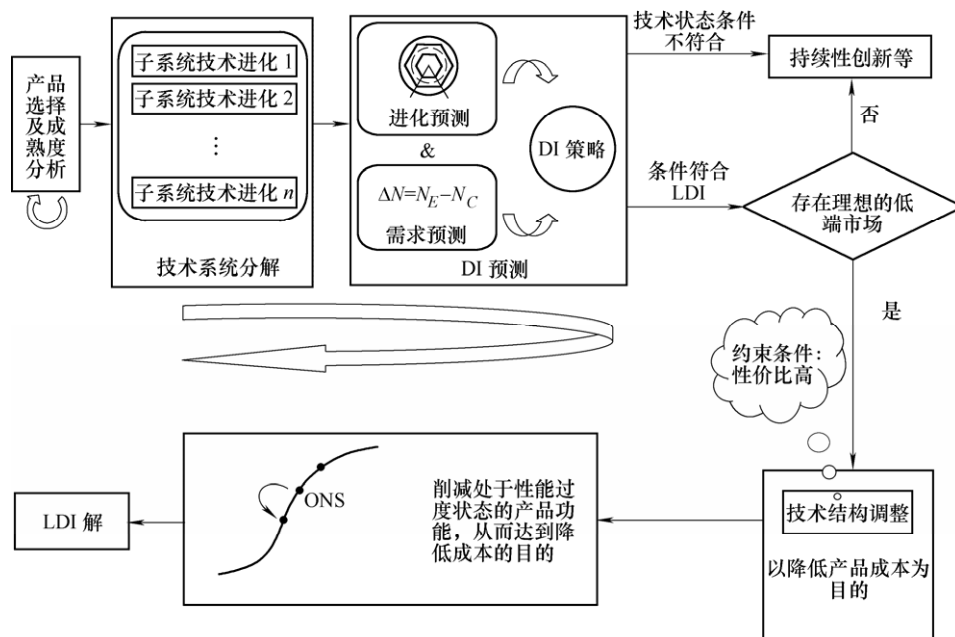 产品
选择
及成
熟度
分析
子系统技术进化 1
子系统技术进化 2
⋮
子系统技术进化 n
技术系统分解
进化预测
&
ΔN=N_E−N_C
需求预测
DI 策略
DI 预测
技术状态条件
不符合
条件符合
LDI
持续性创新等
否
存在理想的低
端市场
是
约束条件：
性价比高
技术结构调整
以降低产品成本为
目的
削减处于性能过
度状态的产品功
能，从而达到降
低成本的目的
ONS
LDI 解